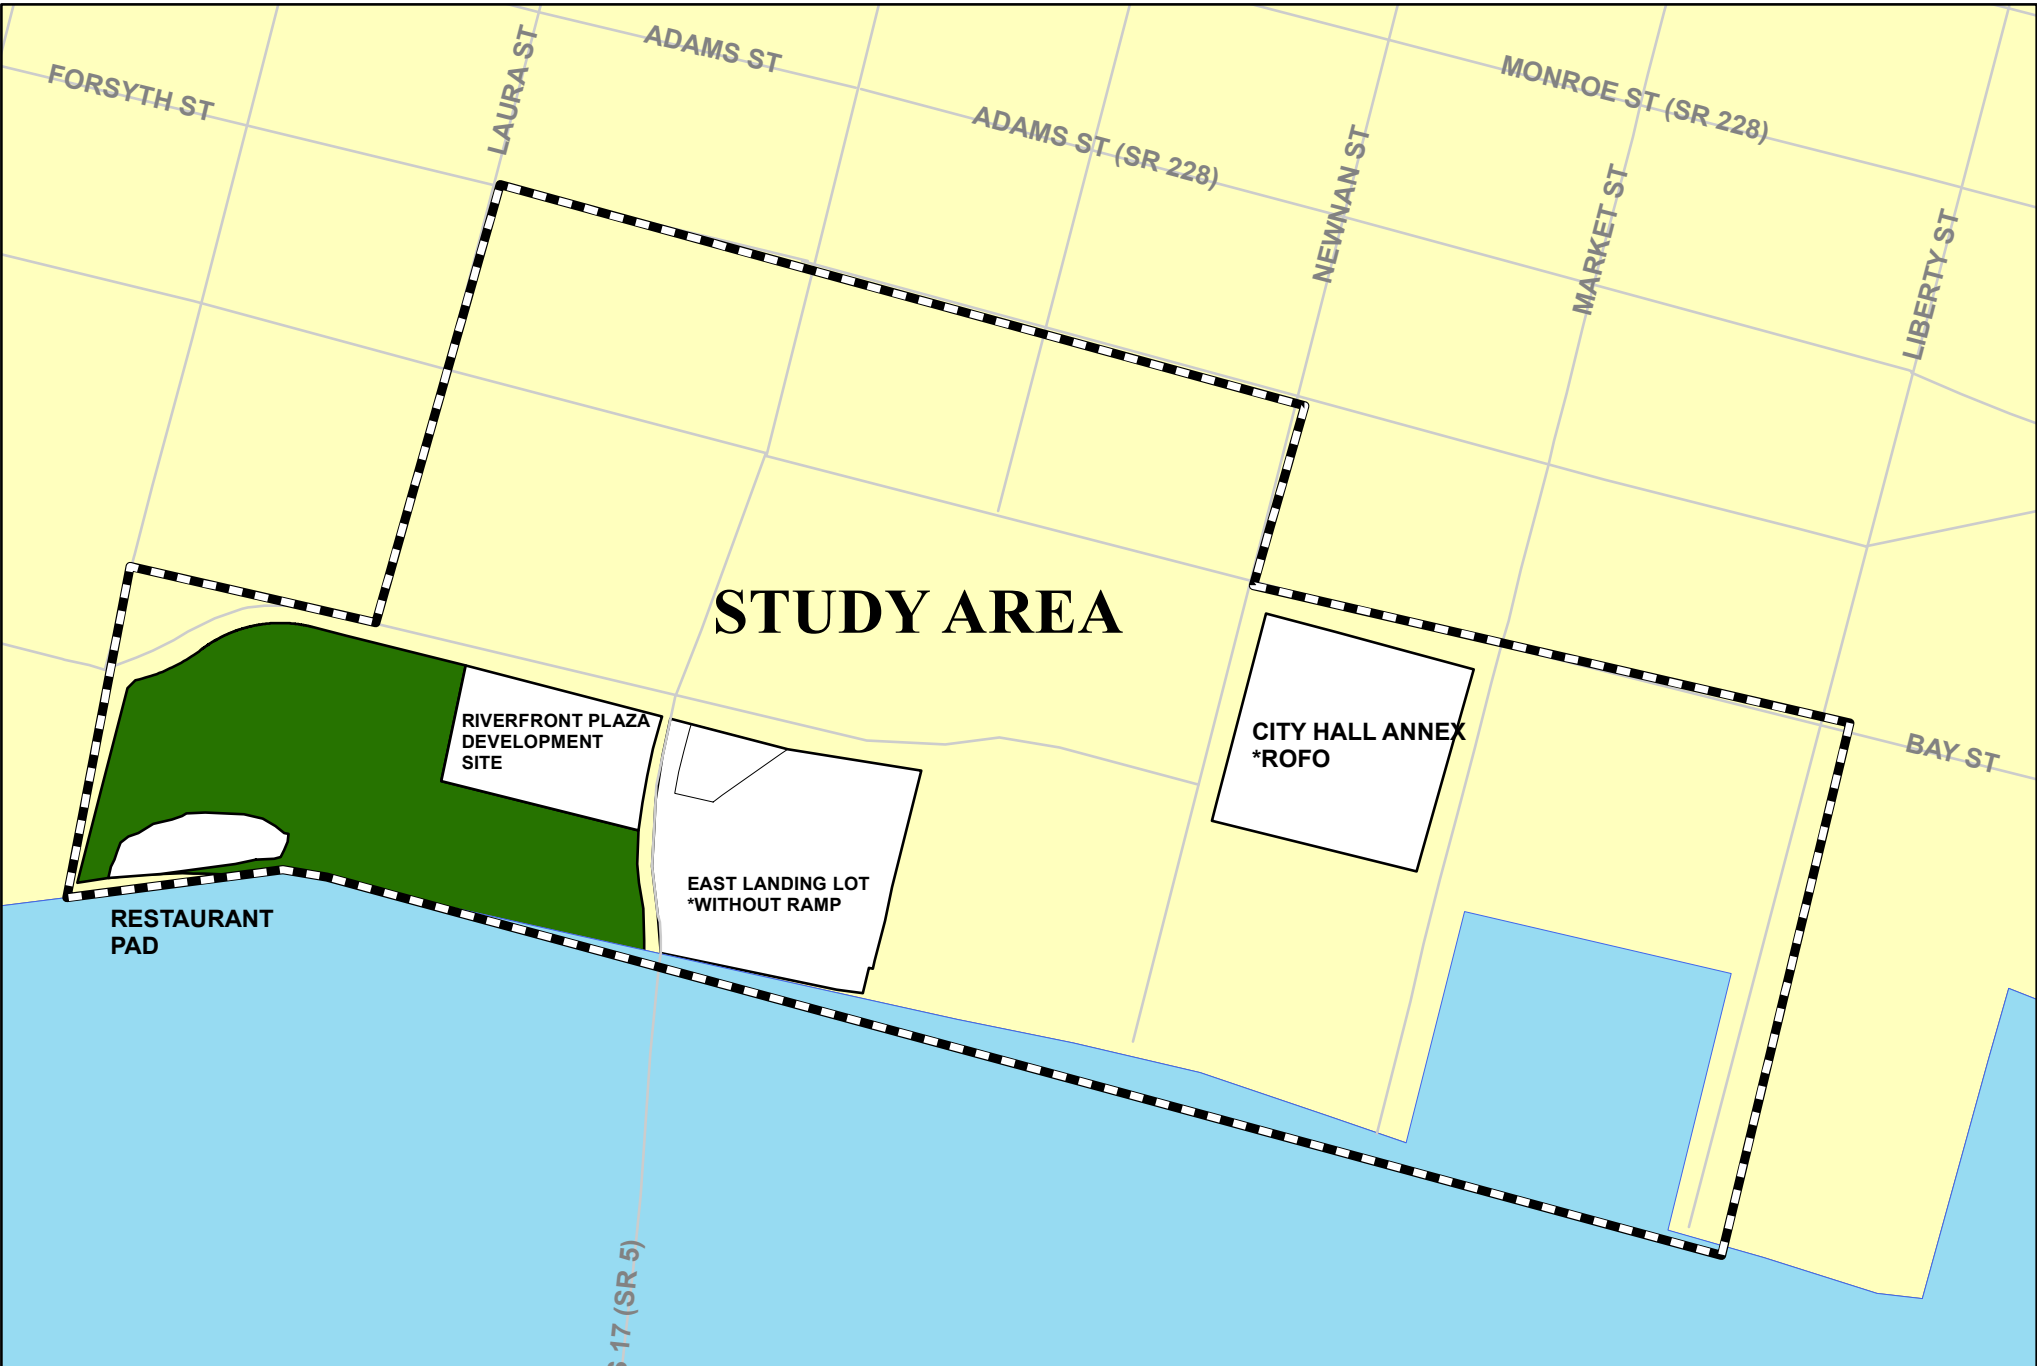 ADAMS ST
LAURA ST
FORSYTH ST
MONROE ST (SR 228)
ADAMS ST (SR 228)
NEWNAN ST
MARKET ST
LIBERTY ST
STUDY AREA
RIVERFRONT PLAZA
DEVELOPMENT
SITE
CITY HALL ANNEX
*ROFO
BAY ST
EAST LANDING LOT
*WITHOUT RAMP
RESTAURANT
PAD
17 (SR 5)